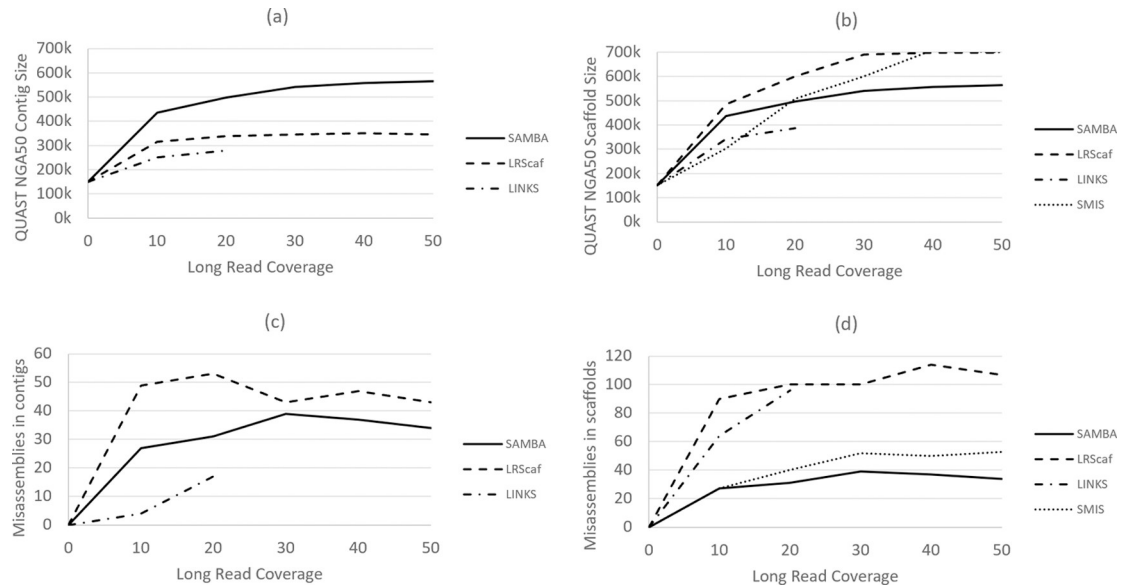 (a)
QUAST NGA50 Contig Size
700k
600k
500k
400k
300k
200k
100k
0k
0 10 20 30 40 50
Long Read Coverage
SAMBA
LRScaf
LINKS
(b)
QUAST NGA50 Scaffold Size
700k
600k
500k
400k
300k
200k
100k
0k
0 10 20 30 40 50
Long Read Coverage
SAMBA
LRScaf
LINKS
SMIS
(c)
Misassemblies in contigs
60
50
40
30
20
10
0
0 10 20 30 40 50
Long Read Coverage
SAMBA
LRScaf
LINKS
(d)
Misassemblies in scaffolds
120
100
80
60
40
20
0
0 10 20 30 40 50
Long Read Coverage
SAMBA
LRScaf
LINKS
SMIS